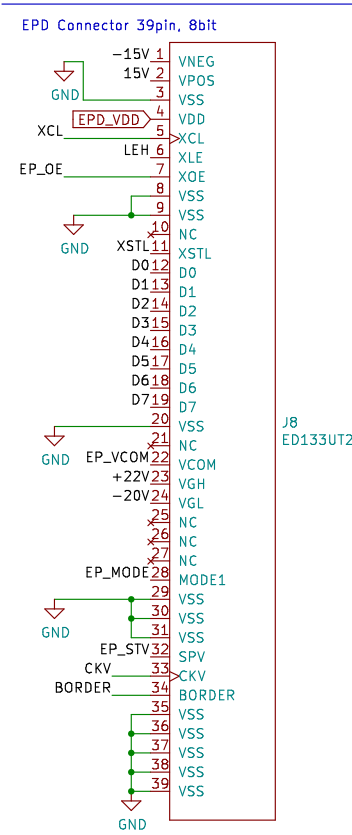 EPD Connector 39pin, 8bit
-15V 1 VNEG
15V 2 VPOS
GND
3 VSS
EPD_VDD 4 VDD
XCL 5 XCL
LEH 6 XLE
EP_OE 7 XOE
8 VSS
9 VSS
GND
10 NC
XSTL 11 XSTL
D0 12 D0
D1 13 D1
D2 14 D2
D3 15 D3
D4 16 D4
D5 17 D5
D6 18 D6
D7 19 D7
20 VSS
J8
ED133UT2
GND
21 NC
EP_VCOM 22 VCOM
+22V 23 VGH
-20V 24 VGL
25 NC
26 NC
27 NC
EP_MODE 28 MODE1
29 VSS
30 VSS
GND
31 VSS
EP_STV 32 SPV
CKV 33 CKV
BORDER 34 BORDER
35 VSS
36 VSS
37 VSS
38 VSS
39 VSS
GND